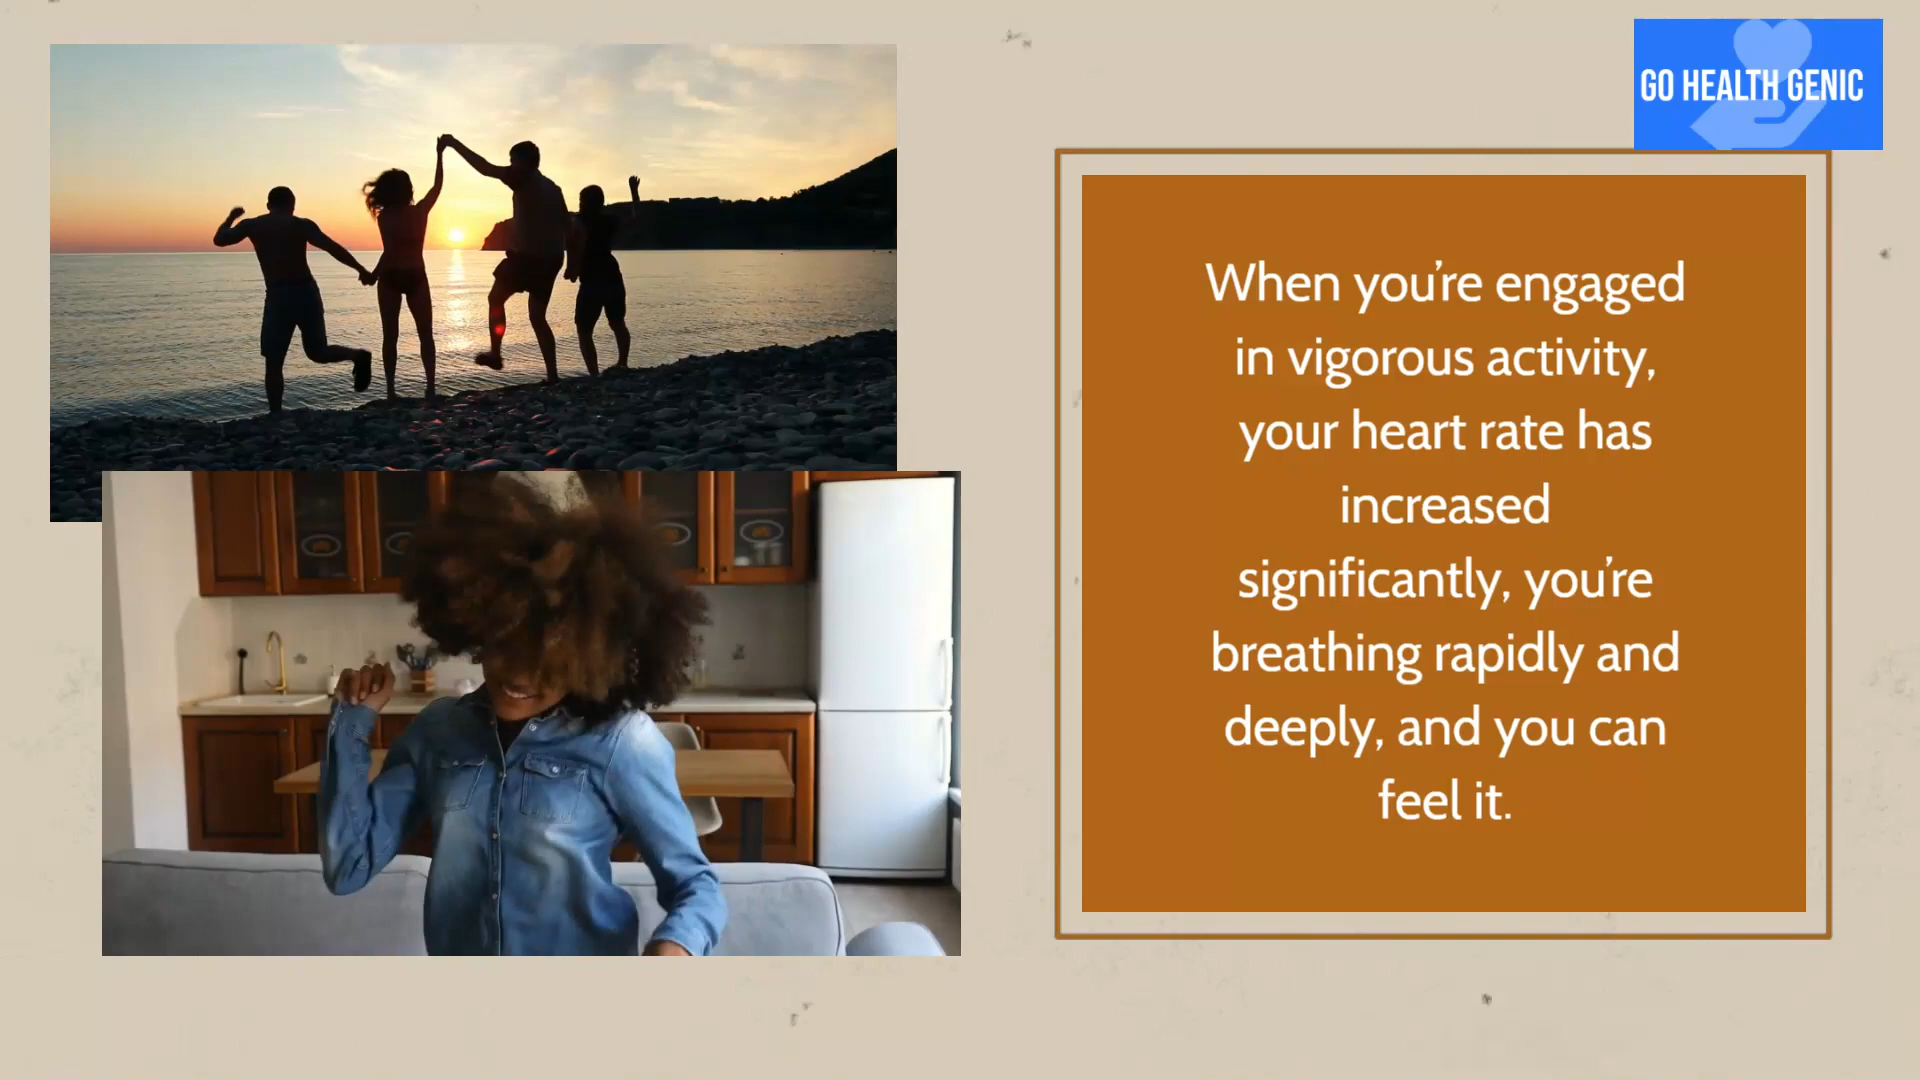 GO HEALTH GENIC
When you're engaged
in vigorous activity,
your heart rate has
increased
significantly, you're
breathing rapidly and
deeply, and you can
feel it.